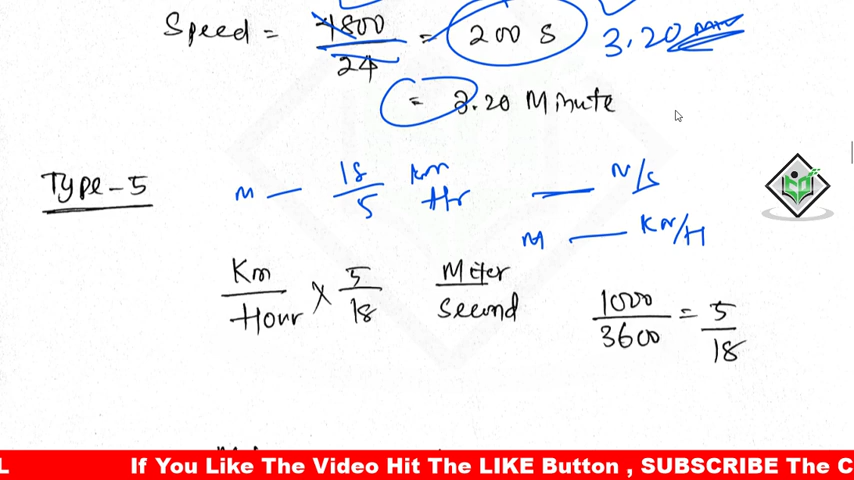 Speed = 4800/24 = 200 S 3.20 min
= 3.20 Minute
Type-5
M — 18/5 Km/Hr — M/S
M — KM/H
Km/Hour × 5/18 Meter/Second 1000/3600 = 5/18
L If You Like The Video Hit The LIKE Button , SUBSCRIBE The C